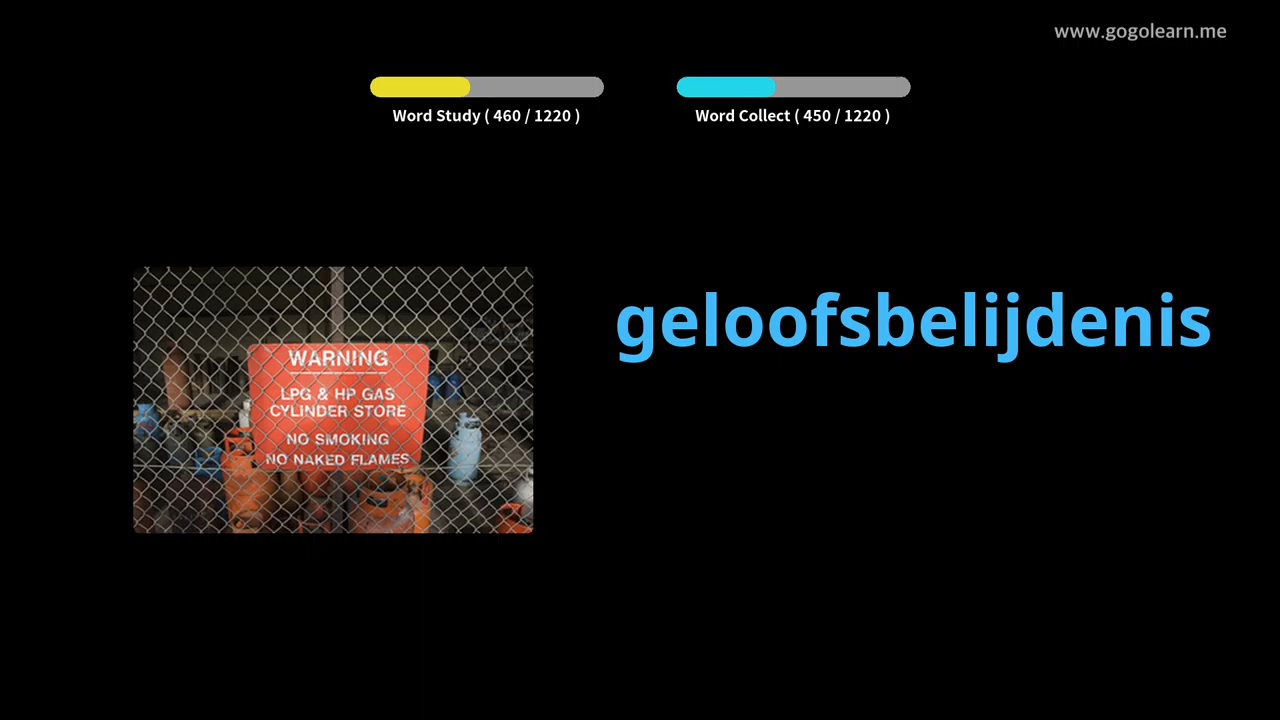 www.gogolearn.me
Word Study ( 460 / 1220 )
Word Collect ( 450 / 1220 )
geloofsbelijdenis
WARNING
LPG & HP GAS
CYLINDER STORE
NO SMOKING
NO NAKED FLAMES